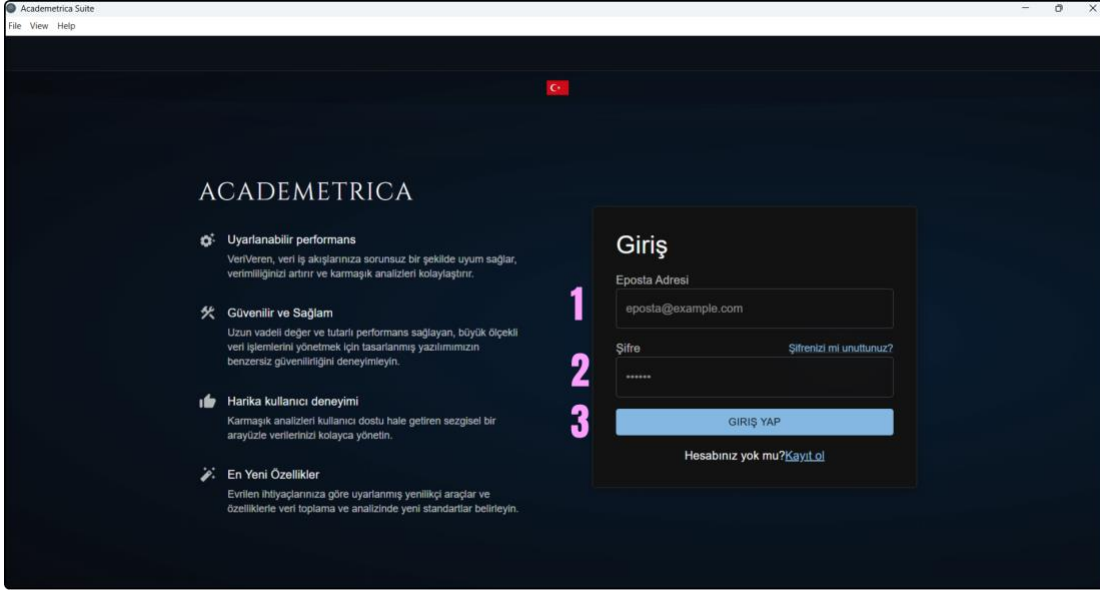 Academetrica Suite
File View Help
ACADEMETRICA
Uyarlanabilir performans
VeriVeren, veri iş akışlarınıza sorunsuz bir şekilde uyum sağlar,
verimliliğinizi artırır ve karmaşık analizleri kolaylaştırır.
Güvenilir ve Sağlam
Uzun vadeli değer ve tutarlı performans sağlayan, büyük ölçekli
veri işlemlerini yönetmek için tasarlanmış yazılımımızın
benzersiz güvenilirliğini deneyimleyin.
Harika kullanıcı deneyimi
Karmaşık analizleri kullanıcı dostu hale getiren sezgisel bir
arayüzle verilerinizi kolayca yönetin.
En Yeni Özellikler
Evrilen ihtiyaçlarınıza göre uyarlanmış yenilikçi araçlar ve
özelliklerle veri toplama ve analizinde yeni standartlar belirleyin.
Giriş
Eposta Adresi
1
eposta@example.com
Şifre Şifrenizi mi unuttunuz?
2
••••••
3
GIRIŞ YAP
Hesabınız yok mu?Kayıt ol